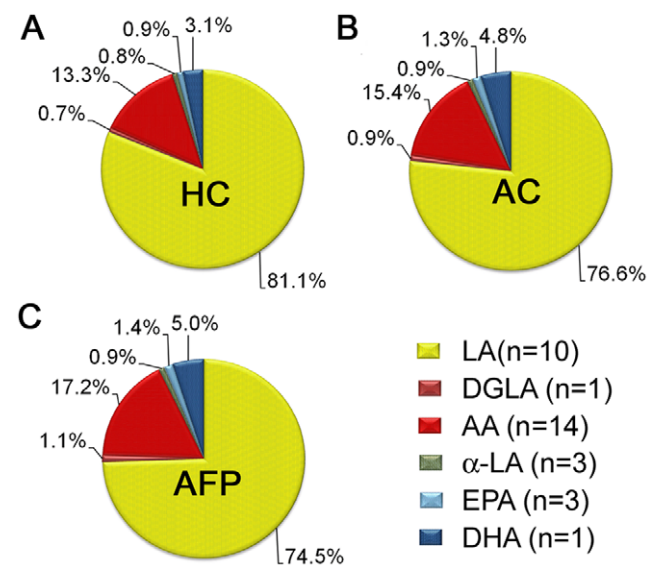 A
0.9%
3.1%
0.8%
13.3%
0.7%
HC
81.1%
B
1.3%
4.8%
0.9%
15.4%
0.9%
AC
76.6%
C
1.4%
5.0%
0.9%
17.2%
1.1%
AFP
74.5%
LA(n=10)
DGLA (n=1)
AA (n=14)
α-LA (n=3)
EPA (n=3)
DHA (n=1)